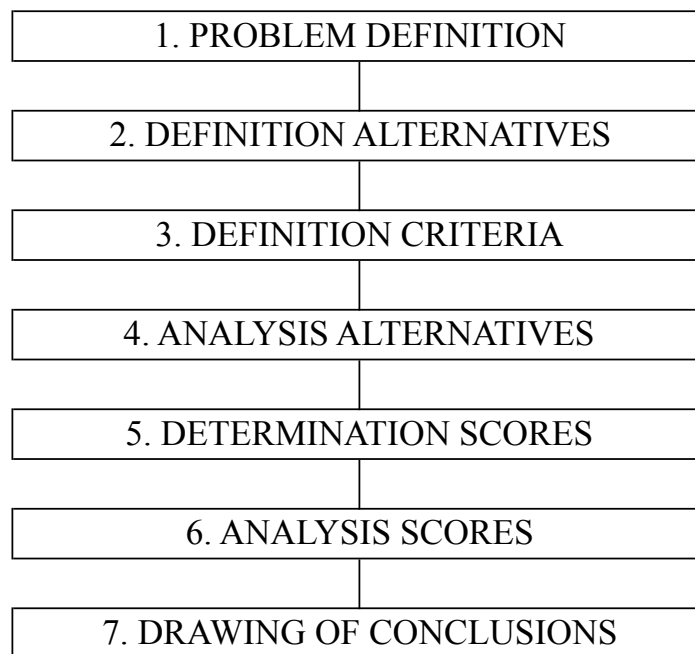 1. PROBLEM DEFINITION
2. DEFINITION ALTERNATIVES
3. DEFINITION CRITERIA
4. ANALYSIS ALTERNATIVES
5. DETERMINATION SCORES
6. ANALYSIS SCORES
7. DRAWING OF CONCLUSIONS